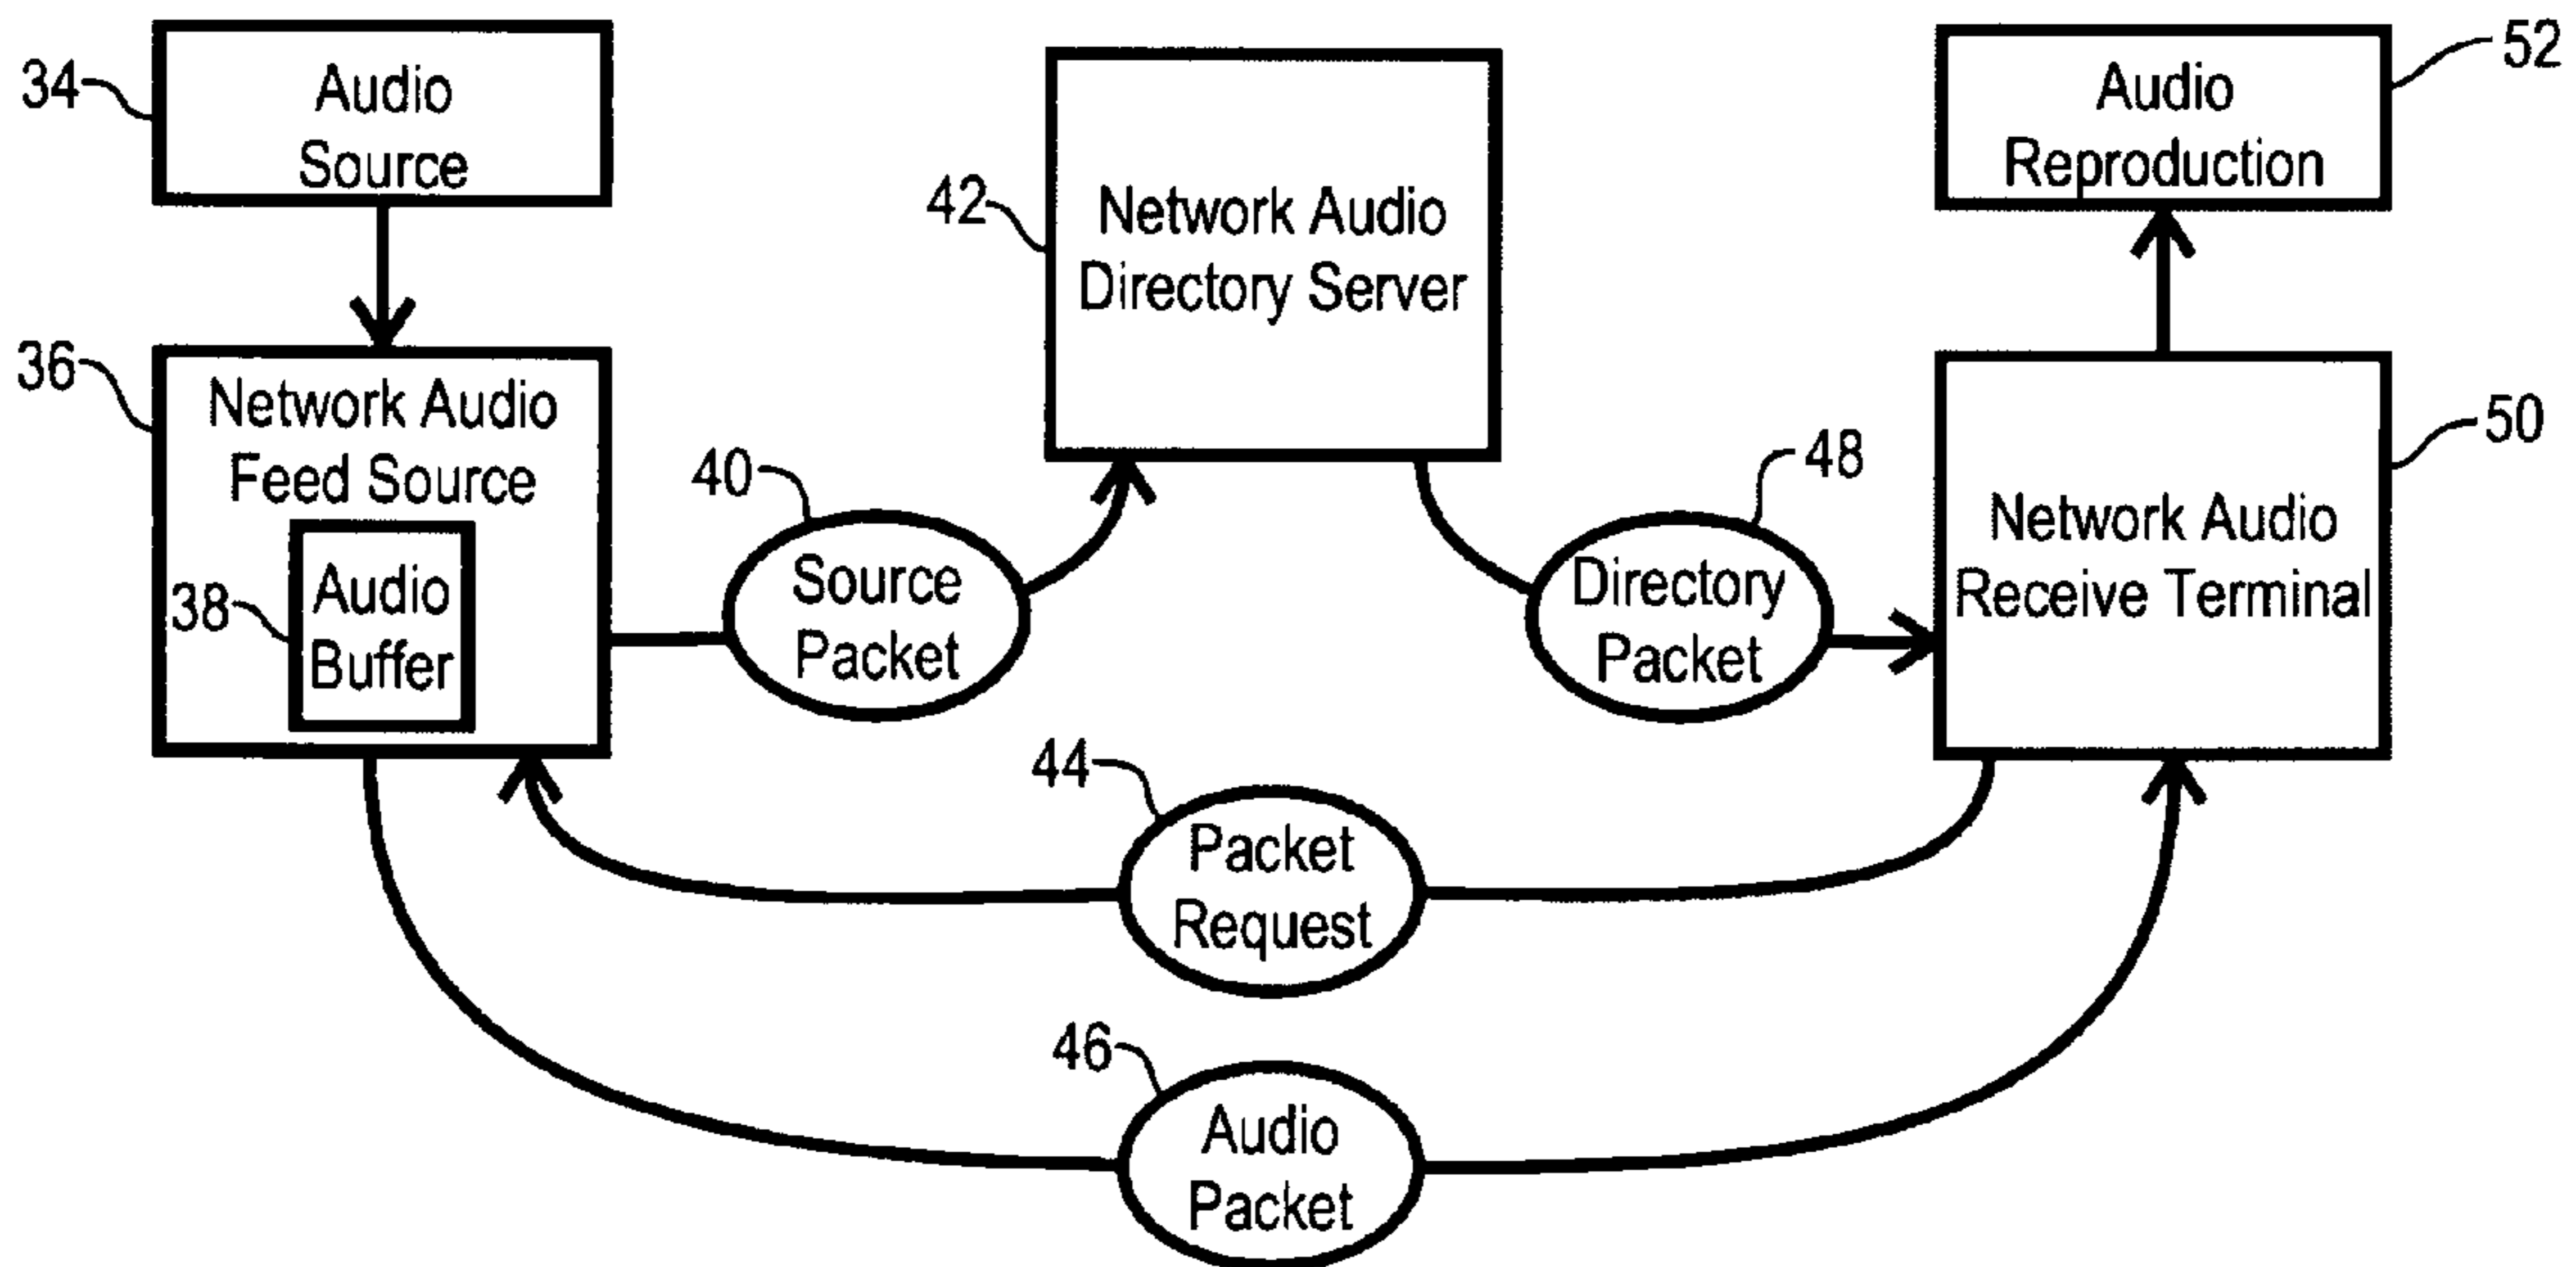 34
Audio
Source
42
Network Audio
Directory Server
52
Audio
Reproduction
36
Network Audio
Feed Source
38
Audio
Buffer
40
Source
Packet
48
Directory
Packet
50
Network Audio
Receive Terminal
44
Packet
Request
46
Audio
Packet